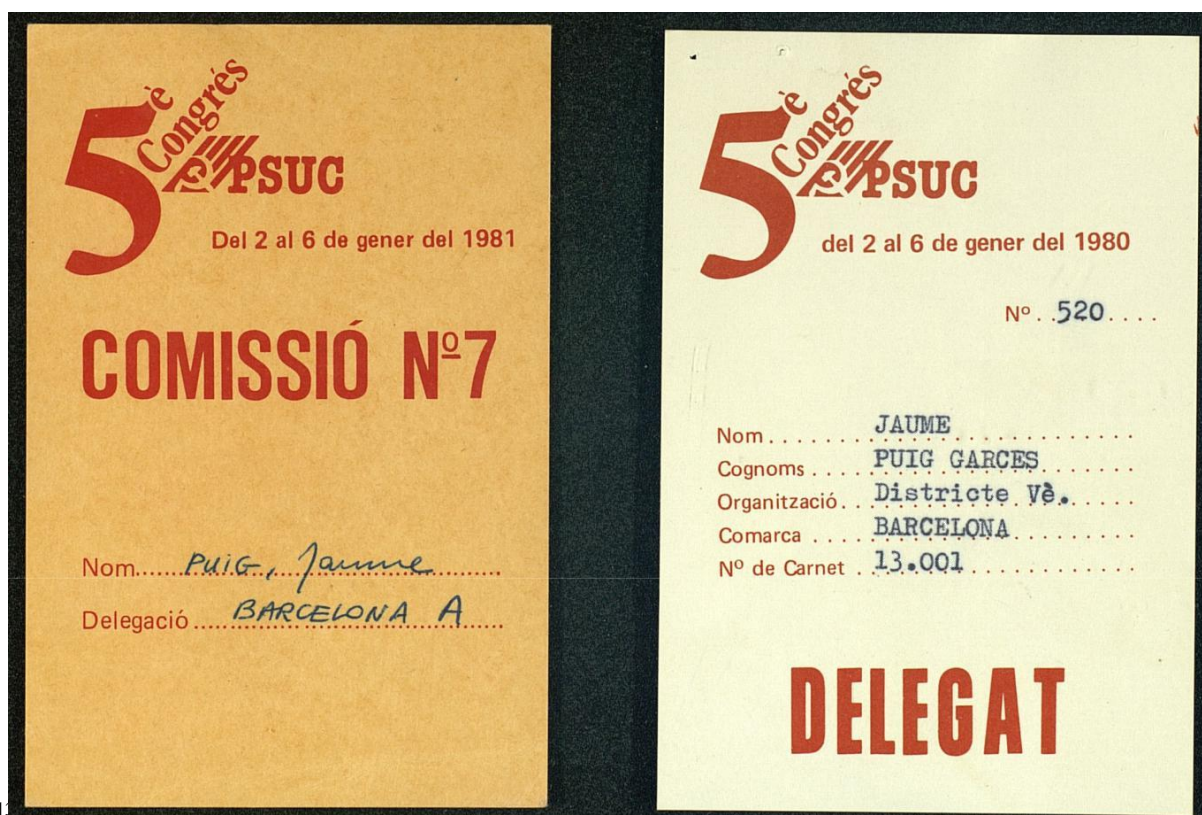 5è Congrés
PSUC
Del 2 al 6 de gener del 1981
COMISSIÓ Nº7
Nom........PUIG, Jaume........
Delegació.....BARCELONA A.....
5è Congrés
PSUC
del 2 al 6 de gener del 1980
Nº..520....
Nom........JAUME........
Cognoms....PUIG GARCES........
Organització..Districte Vè......
Comarca....BARCELONA........
Nº de Carnet.13.001........
DELEGAT